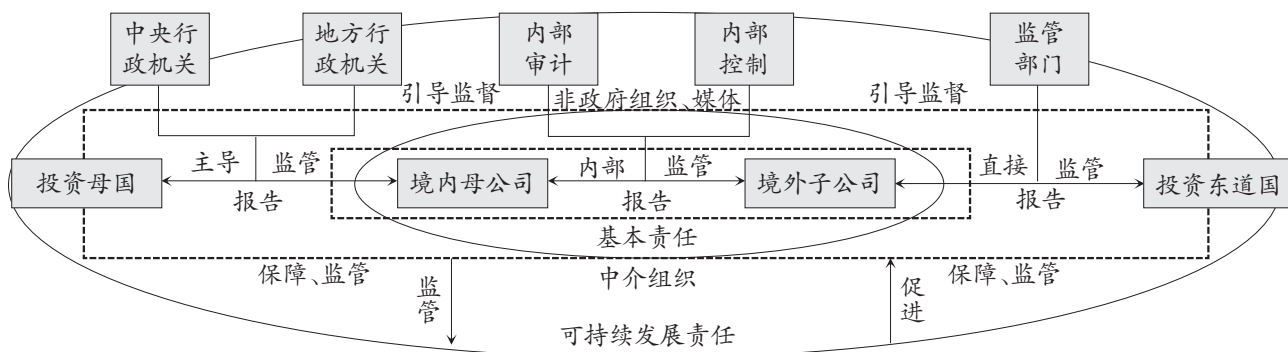 中央行
政机关
地方行
政机关
内部
审计
内部
控制
监管
部门
引导监督
非政府组织、媒体
引导监督
投资母国
主导 监管
报告
境内母公司
内部 监管
报告
境外子公司
直接 监管
报告
投资东道国
基本责任
保障、监管
中介组织
保障、监管
监管
促进
可持续发展责任